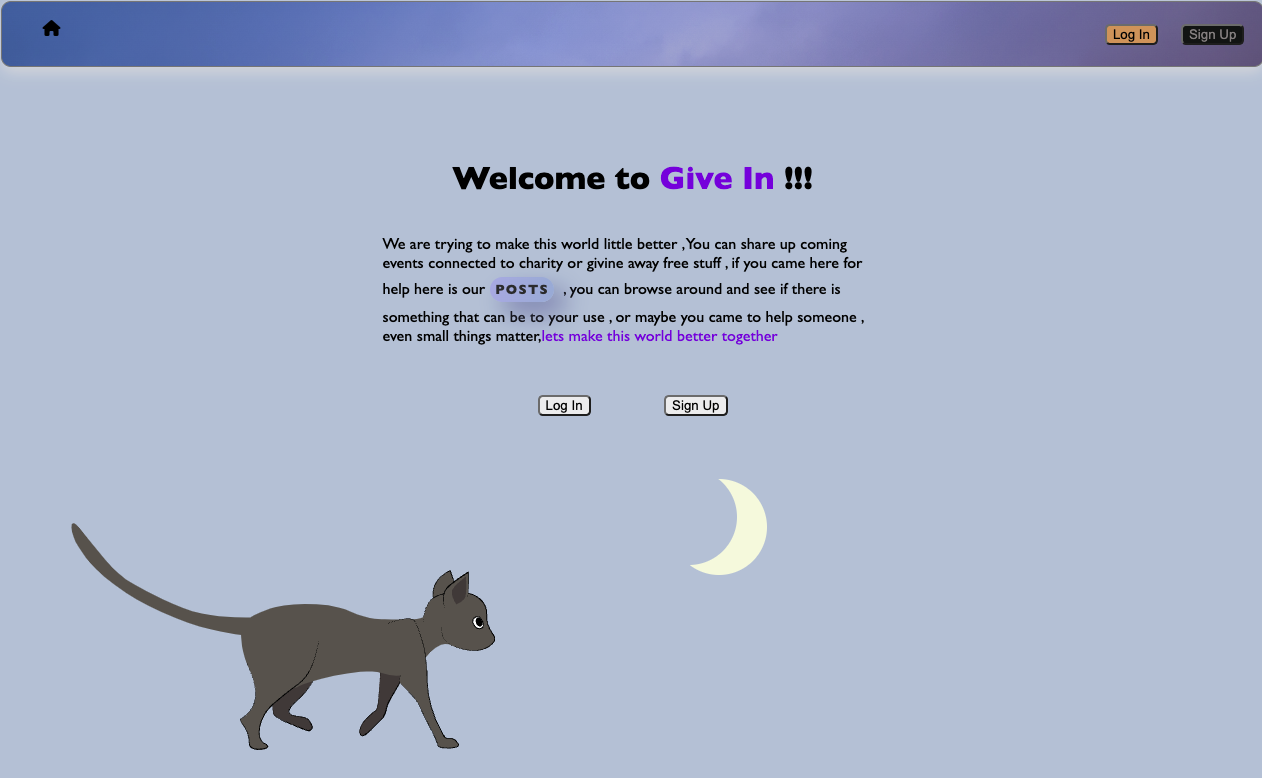 Log In Sign Up
Welcome to Give In !!!
We are trying to make this world little better ,You can share up coming
events connected to charity or givine away free stuff , if you came here for
help here is our POSTS , you can browse around and see if there is
something that can be to your use , or maybe you came to help someone ,
even small things matter,lets make this world better together
Log In Sign Up